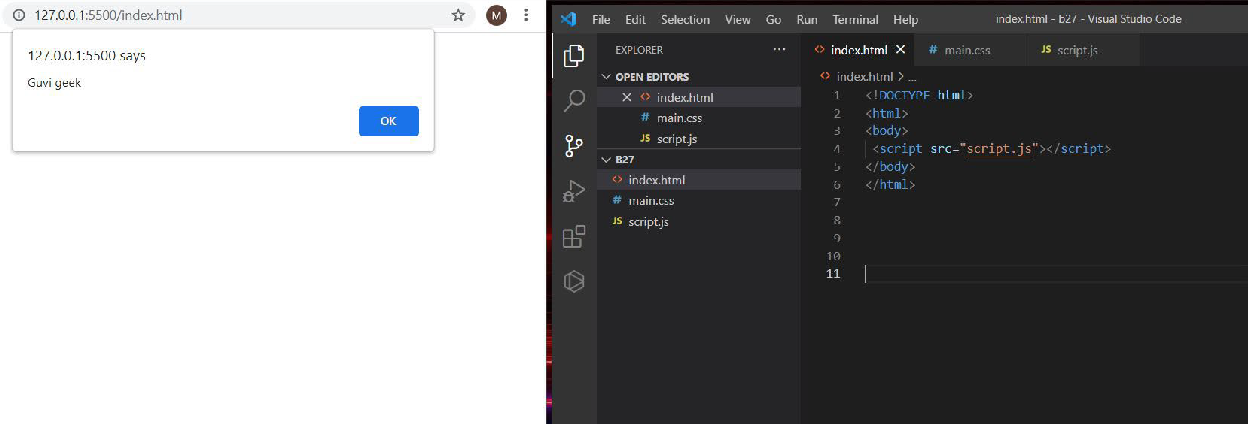 127.0.0.1:5500/index.html
M
127.0.0.1:5500 says
Guvi geek
OK
File Edit Selection View Go Run Terminal Help
index.html - b27 - Visual Studio Code
EXPLORER ...
OPEN EDITORS
index.html
main.css
JS script.js
B27
index.html
main.css
JS script.js
index.html
main.css
JS script.js
index.html > ...
1 <!DOCTYPE html>
2 <html>
3 <body>
4 <script src="script.js"></script>
5 </body>
6 </html>
7
8
9
10
11